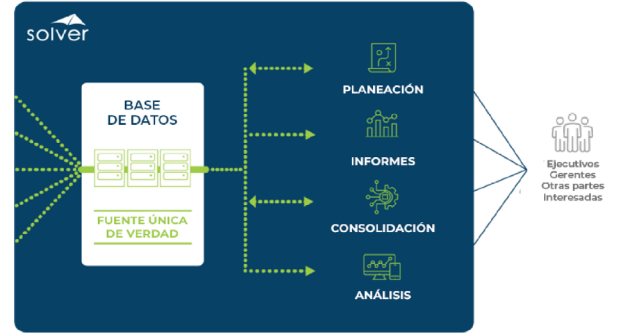 solver
BASE
DE DATOS
FUENTE ÚNICA
DE VERDAD
PLANEACIÓN
INFORMES
CONSOLIDACIÓN
ANÁLISIS
Ejecutivos
Gerentes
Otras partes
Interesadas